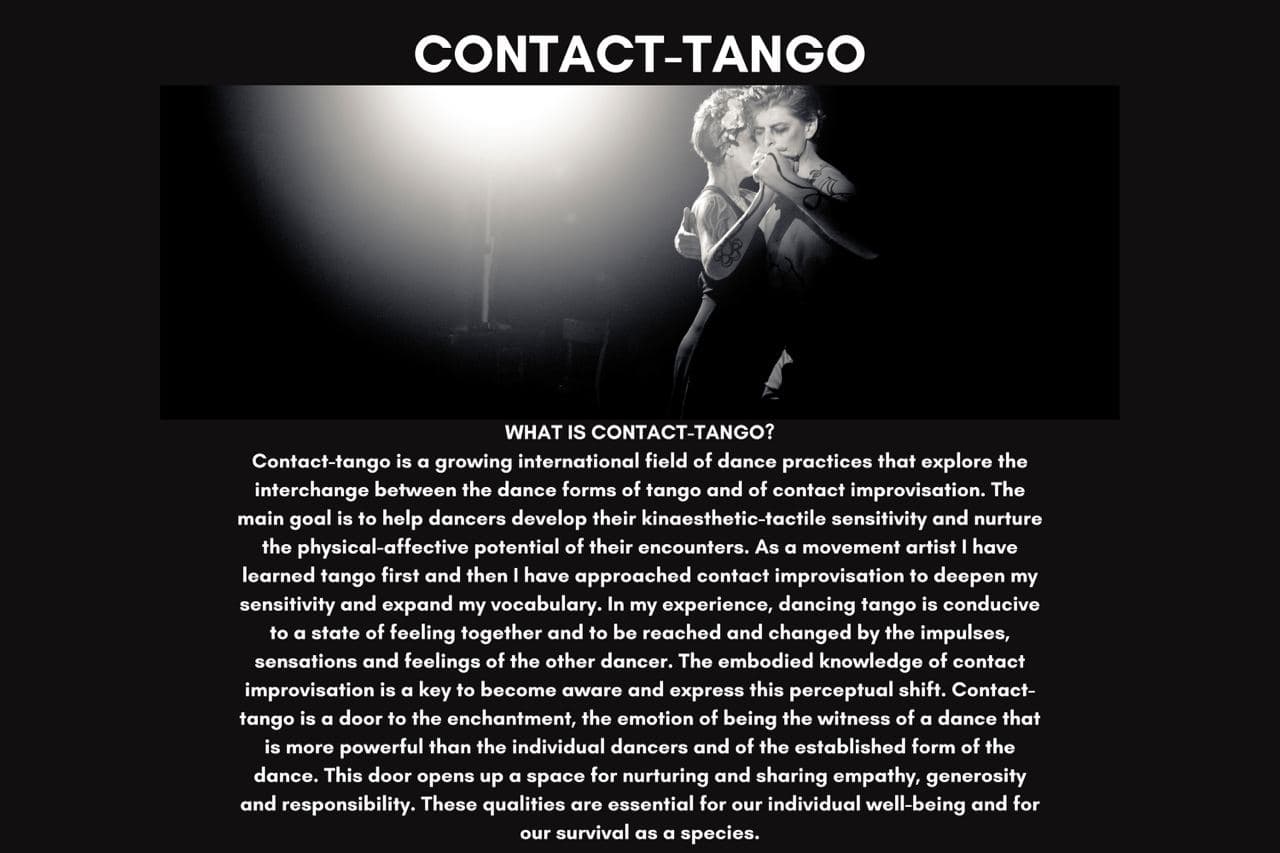 CONTACT-TANGO
WHAT IS CONTACT-TANGO?
Contact-tango is a growing international field of dance practices that explore the
interchange between the dance forms of tango and of contact improvisation. The
main goal is to help dancers develop their kinaesthetic-tactile sensitivity and nurture
the physical-affective potential of their encounters. As a movement artist I have
learned tango first and then I have approached contact improvisation to deepen my
sensitivity and expand my vocabulary. In my experience, dancing tango is conducive
to a state of feeling together and to be reached and changed by the impulses,
sensations and feelings of the other dancer. The embodied knowledge of contact
improvisation is a key to become aware and express this perceptual shift. Contact-
tango is a door to the enchantment, the emotion of being the witness of a dance that
is more powerful than the individual dancers and of the established form of the
dance. This door opens up a space for nurturing and sharing empathy, generosity
and responsibility. These qualities are essential for our individual well-being and for
our survival as a species.